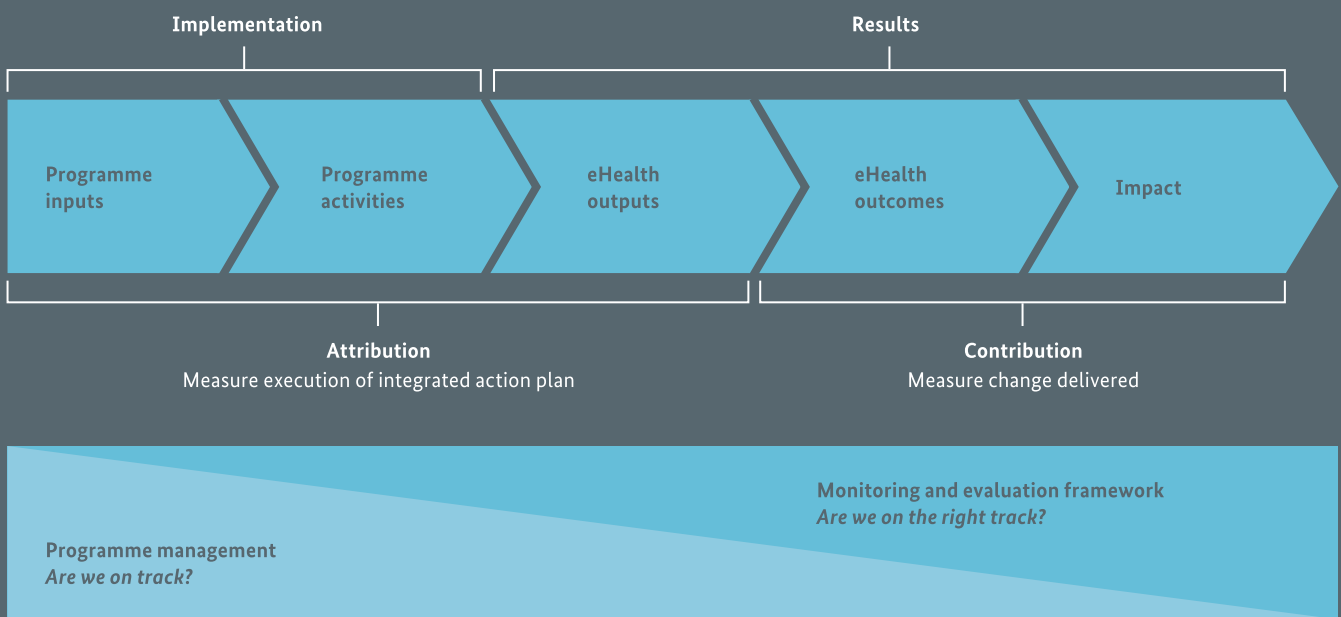 Implementation
Results
Programme
inputs
Programme
activities
eHealth
outputs
eHealth
outcomes
Impact
Attribution
Measure execution of integrated action plan
Contribution
Measure change delivered
Monitoring and evaluation framework
Are we on the right track?
Programme management
Are we on track?